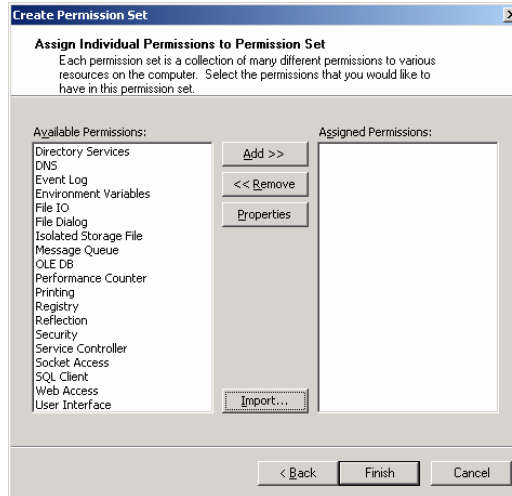 Create Permission Set
Assign Individual Permissions to Permission Set
Each permission set is a collection of many different permissions to various
resources on the computer. Select the permissions that you would like to
have in this permission set.
Available Permissions:
Directory Services
DNS
Event Log
Environment Variables
File IO
File Dialog
Isolated Storage File
Message Queue
OLE DB
Performance Counter
Printing
Registry
Reflection
Security
Service Controller
Socket Access
SQL Client
Web Access
User Interface
Add >>
<< Remove
Properties
Import...
Assigned Permissions:
< Back
Finish
Cancel